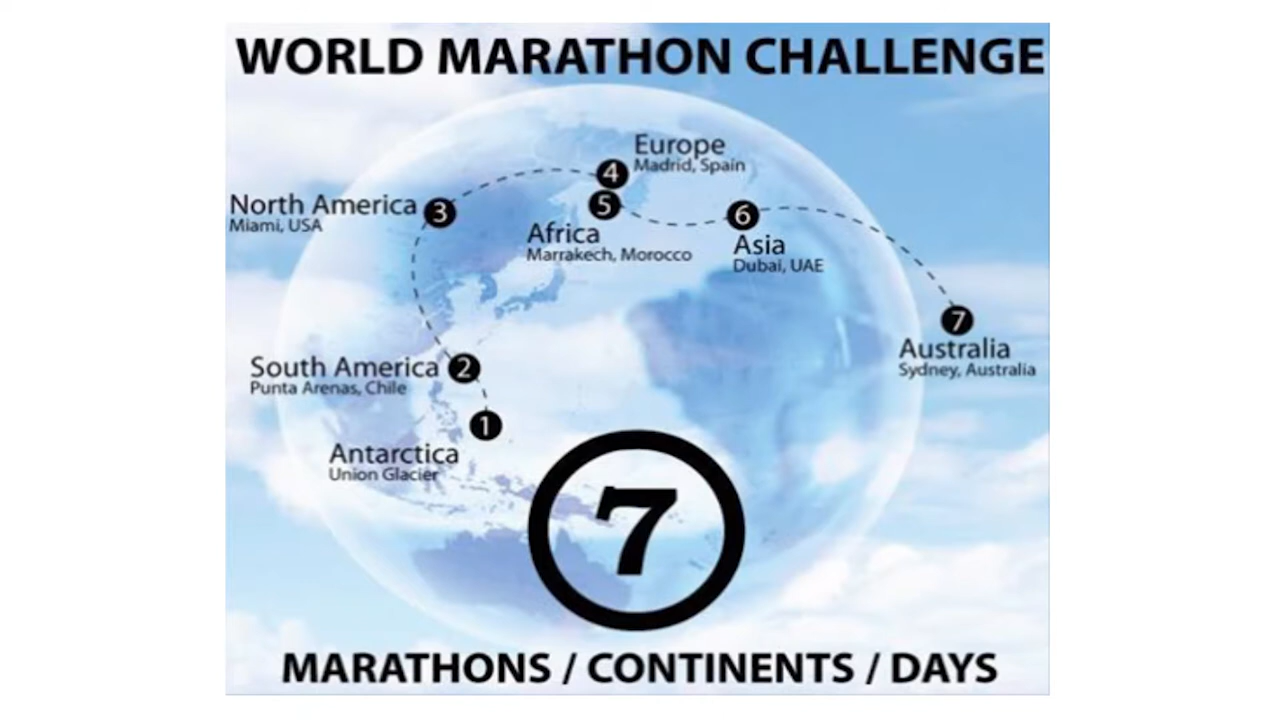 WORLD MARATHON CHALLENGE
Europe
Madrid, Spain
4
North America
Miami, USA
3
5
Africa
Marrakech, Morocco
6
Asia
Dubai, UAE
7
Australia
Sydney, Australia
South America
Punta Arenas, Chile
2
1
Antarctica
Union Glacier
7
MARATHONS / CONTINENTS / DAYS